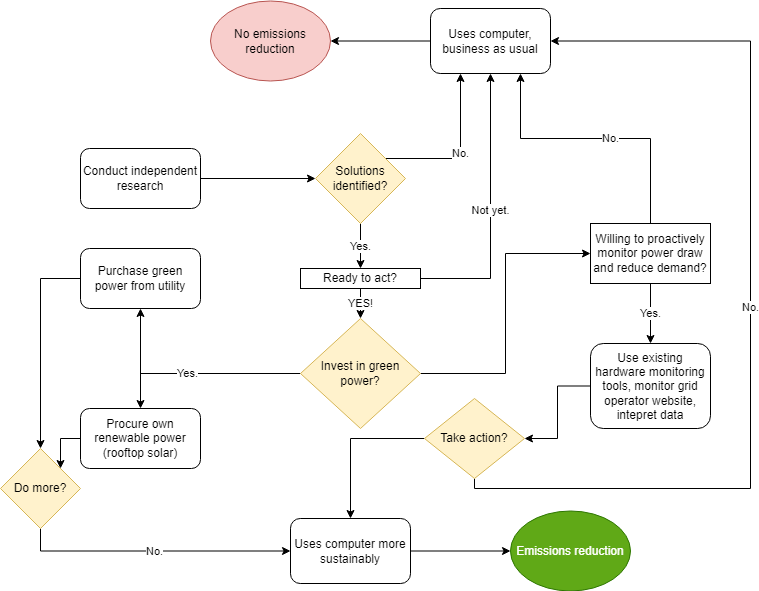 No emissions
reduction
Uses computer,
business as usual
Conduct independent
research
Solutions
identified?
No.
Not yet.
No.
Yes.
Ready to act?
YES!
Willing to proactively
monitor power draw
and reduce demand?
Purchase green
power from utility
Yes.
No.
Invest in green
power?
Yes.
Use existing
hardware monitoring
tools, monitor grid
operator website,
intepret data
Procure own
renewable power
(rooftop solar)
Take action?
Do more?
No.
Uses computer more
sustainably
Emissions reduction